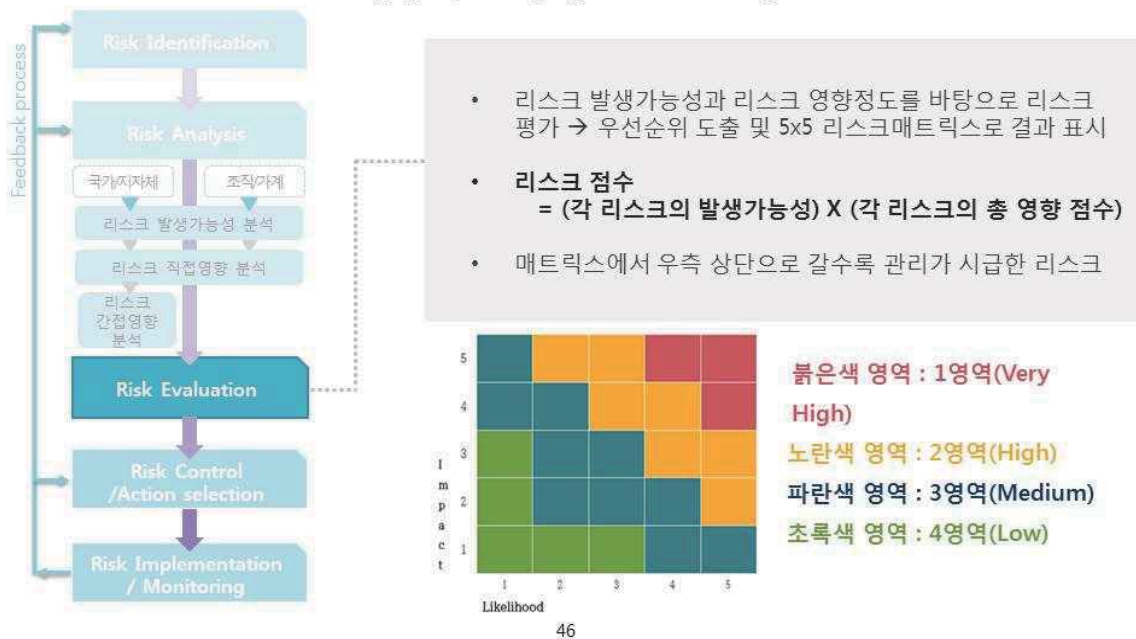 Feedback process
Risk Identification
Risk Analysis
국가/지자체
조직/가계
리스크 발생가능성 분석
리스크 직접영향 분석
리스크
간접영향
분석
Risk Evaluation
Risk Control
/Action selection
Risk Implementation
/ Monitoring
• 리스크 발생가능성과 리스크 영향정도를 바탕으로 리스크
평가 → 우선순위 도출 및 5x5 리스크매트릭스로 결과 표시
• 리스크 점수
= (각 리스크의 발생가능성) X (각 리스크의 총 영향 점수)
• 매트릭스에서 우측 상단으로 갈수록 관리가 시급한 리스크
Impact
5
4
3
2
1
1 2 3 4 5
Likelihood
붉은색 영역 : 1영역(Very
High)
노란색 영역 : 2영역(High)
파란색 영역 : 3영역(Medium)
초록색 영역 : 4영역(Low)
46